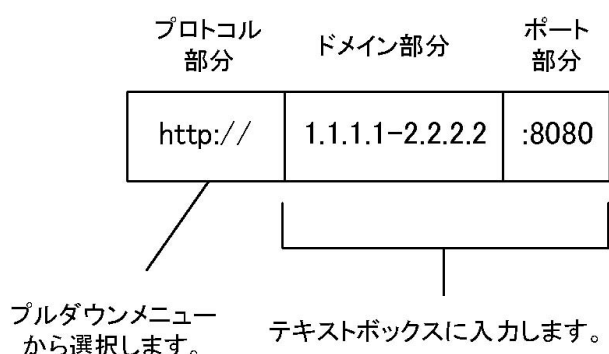 プロトコル
部分
ドメイン部分
ポート
部分
http://
1.1.1.1-2.2.2.2
:8080
プルダウンメニュー
から選択します。
テキストボックスに入力します。